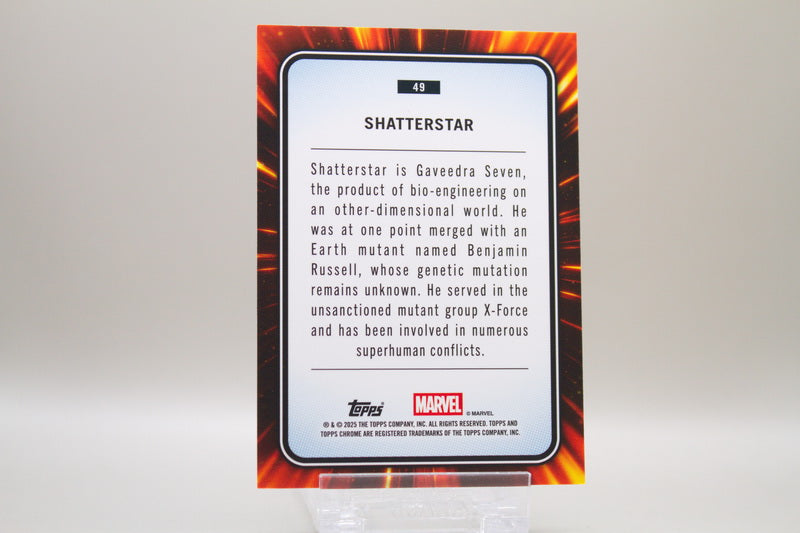 49
SHATTERSTAR
Shatterstar is Gaveedra Seven,
the product of bio-engineering on
an other-dimensional world. He
was at one point merged with an
Earth mutant named Benjamin
Russell, whose genetic mutation
remains unknown. He served in the
unsanctioned mutant group X-Force
and has been involved in numerous
superhuman conflicts.
Topps® MARVEL © MARVEL
® & © 2025 THE TOPPS COMPANY, INC. ALL RIGHTS RESERVED. TOPPS AND
TOPPS CHROME ARE REGISTERED TRADEMARKS OF THE TOPPS COMPANY, INC.